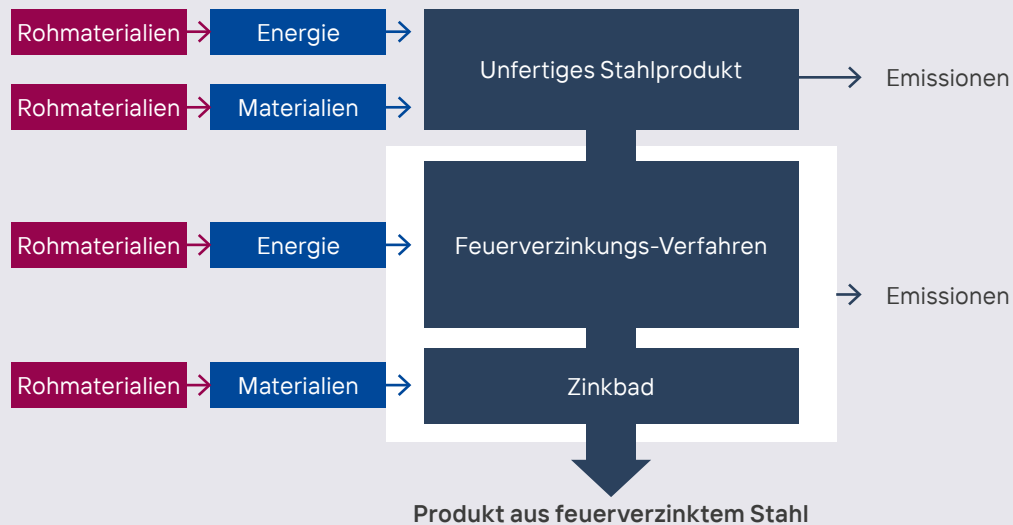 Rohmaterialien
Energie
Unfertiges Stahlprodukt
Emissionen
Rohmaterialien
Materialien
Rohmaterialien
Energie
Feuerverzinkungs-Verfahren
Emissionen
Rohmaterialien
Materialien
Zinkbad
Produkt aus feuerverzinktem Stahl